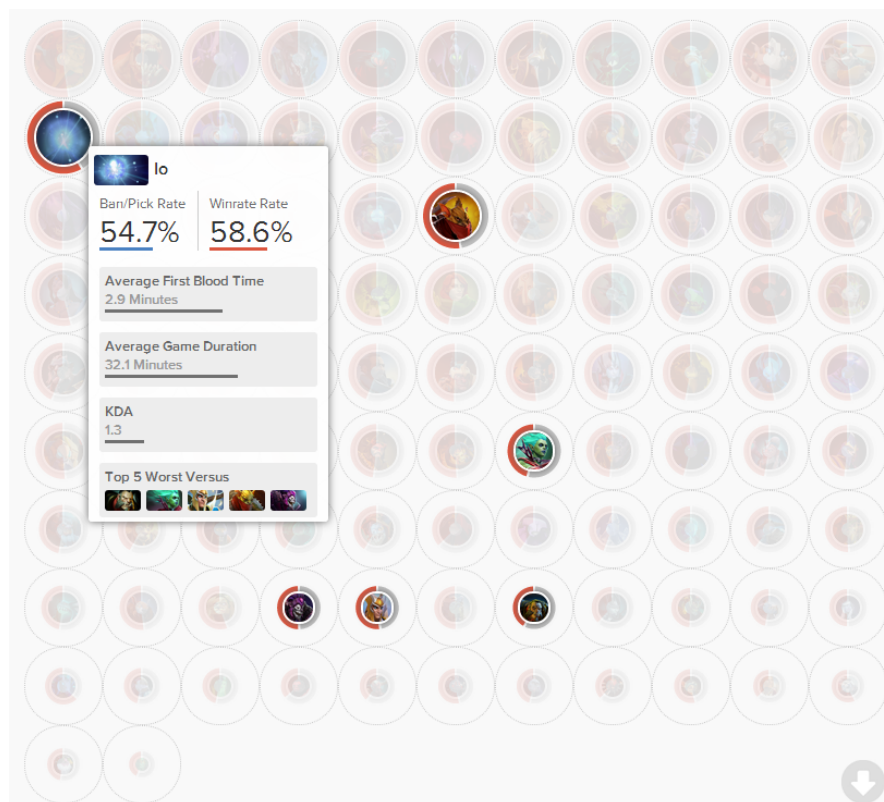 Io
Ban/Pick Rate Winrate Rate
54.7% 58.6%
Average First Blood Time
2.9 Minutes
Average Game Duration
32.1 Minutes
KDA
1.3
Top 5 Worst Versus